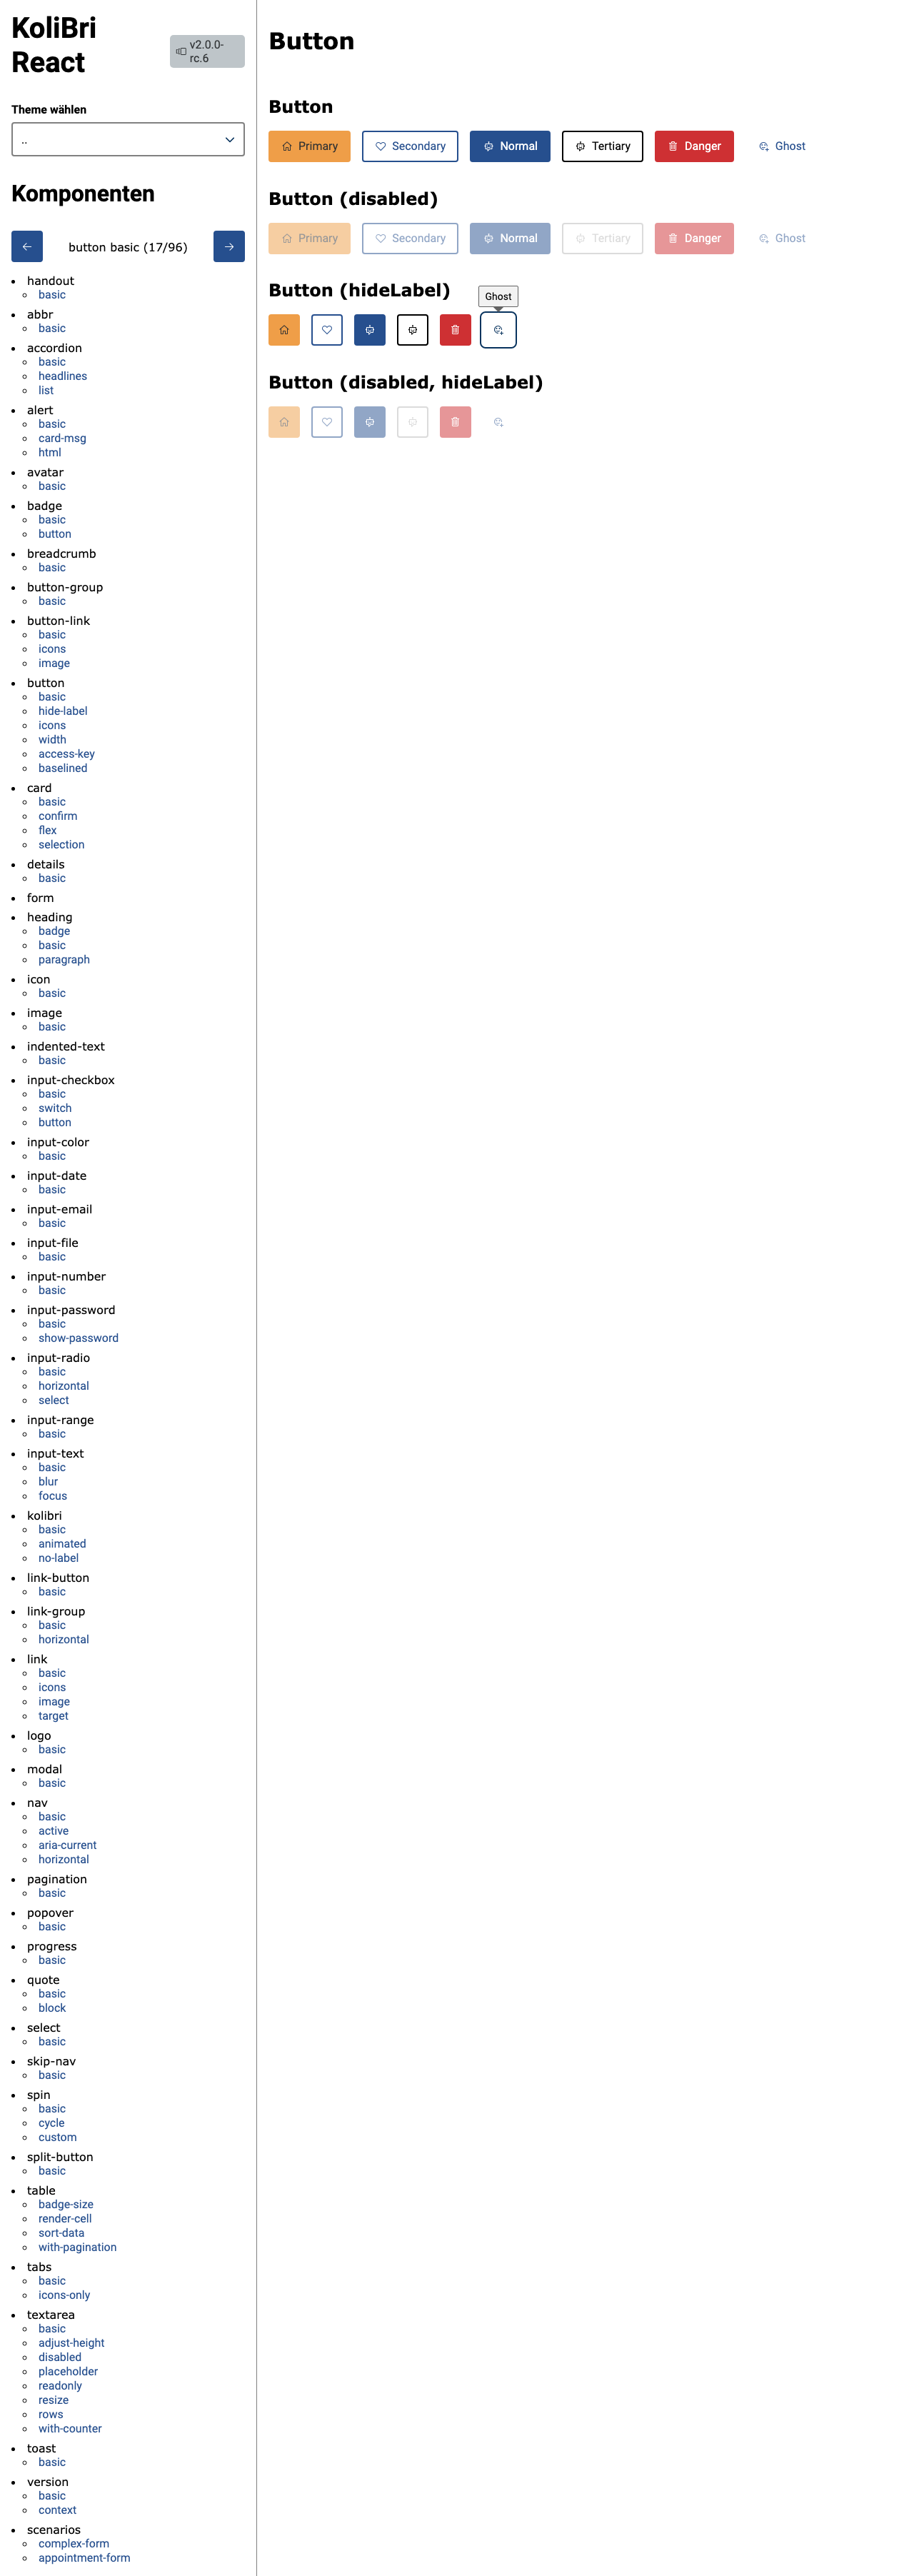 KoliBri
React
v2.0.0-
rc.6
Theme wählen
..
Komponenten
button basic (17/96)
handout
basic
abbr
basic
accordion
basic
headlines
list
alert
basic
card-msg
html
avatar
basic
badge
basic
button
breadcrumb
basic
button-group
basic
button-link
basic
icons
image
button
basic
hide-label
icons
width
access-key
baselined
card
basic
confirm
flex
selection
details
basic
form
heading
badge
basic
paragraph
icon
basic
image
basic
indented-text
basic
input-checkbox
basic
switch
button
input-color
basic
input-date
basic
input-email
basic
input-file
basic
input-number
basic
input-password
basic
show-password
input-radio
basic
horizontal
select
input-range
basic
input-text
basic
blur
focus
kolibri
basic
animated
no-label
link-button
basic
link-group
basic
horizontal
link
basic
icons
image
target
logo
basic
modal
basic
nav
basic
active
aria-current
horizontal
pagination
basic
popover
basic
progress
basic
quote
basic
block
select
basic
skip-nav
basic
spin
basic
cycle
custom
split-button
basic
table
badge-size
render-cell
sort-data
with-pagination
tabs
basic
icons-only
textarea
basic
adjust-height
disabled
placeholder
readonly
resize
rows
with-counter
toast
basic
version
basic
context
scenarios
complex-form
appointment-form
Button
Button
Primary Secondary Normal Tertiary Danger Ghost
Button (disabled)
Primary Secondary Normal Tertiary Danger Ghost
Button (hideLabel)
Ghost
Button (disabled, hideLabel)